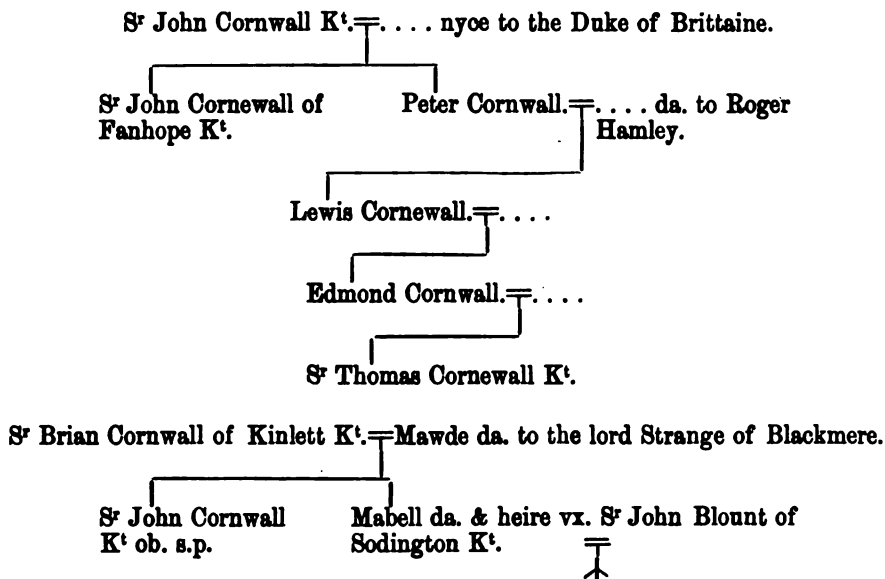 Sʳ John Cornwall Kᵗ.=. . . . nyce to the Duke of Brittaine.
Sʳ John Cornewall of Fanhope Kᵗ.
Peter Cornwall.=. . . . da. to Roger Hamley.
Lewis Cornewall.=. . . .
Edmond Cornwall.=. . . .
Sʳ Thomas Cornewall Kᵗ.
Sʳ Brian Cornwall of Kinlett Kᵗ.=Mawde da. to the lord Strange of Blackmere.
Sʳ John Cornwall
Kᵗ ob. s.p.
Mabell da. & heire vx. Sʳ John Blount of
Sodington Kᵗ.